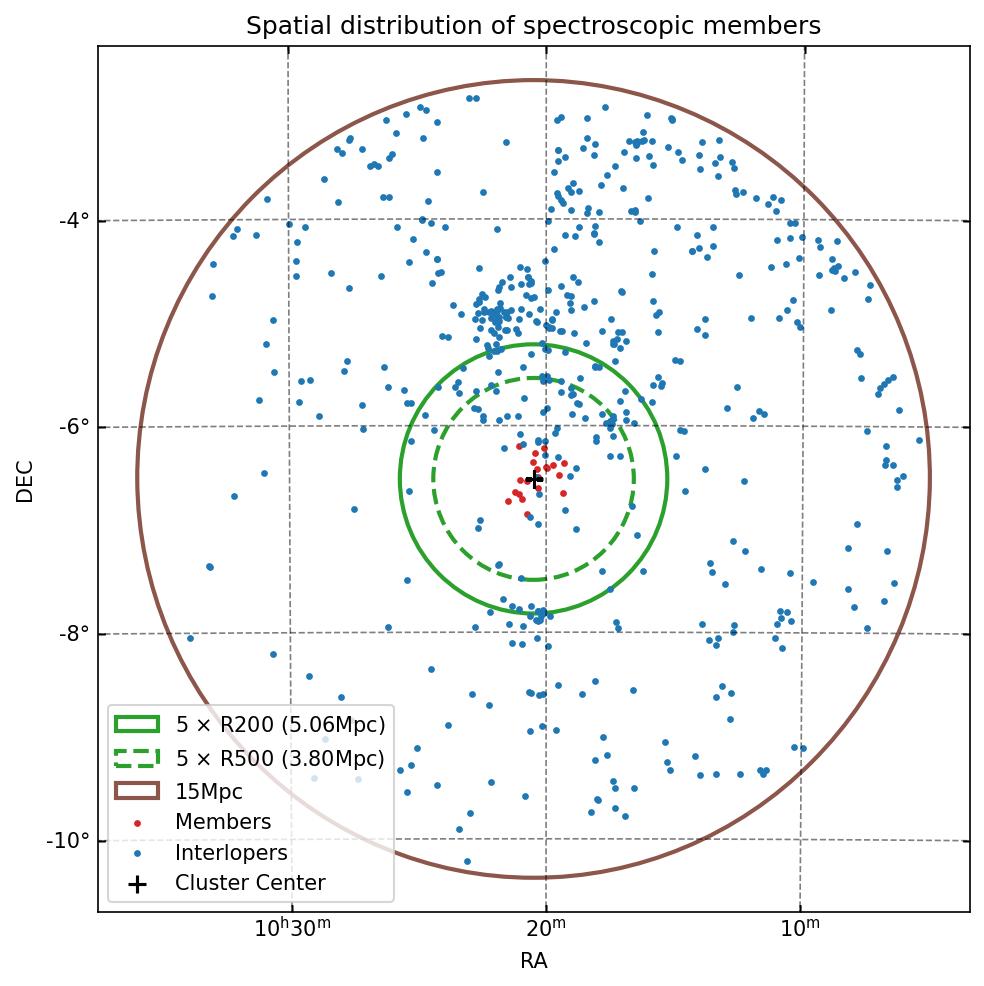 Spatial distribution of spectroscopic members
-4°
-6°
-8°
-10°
DEC
5 × R200 (5.06Mpc)
5 × R500 (3.80Mpc)
15Mpc
Members
Interlopers
Cluster Center
10ʰ30ᵐ 20ᵐ 10ᵐ
RA